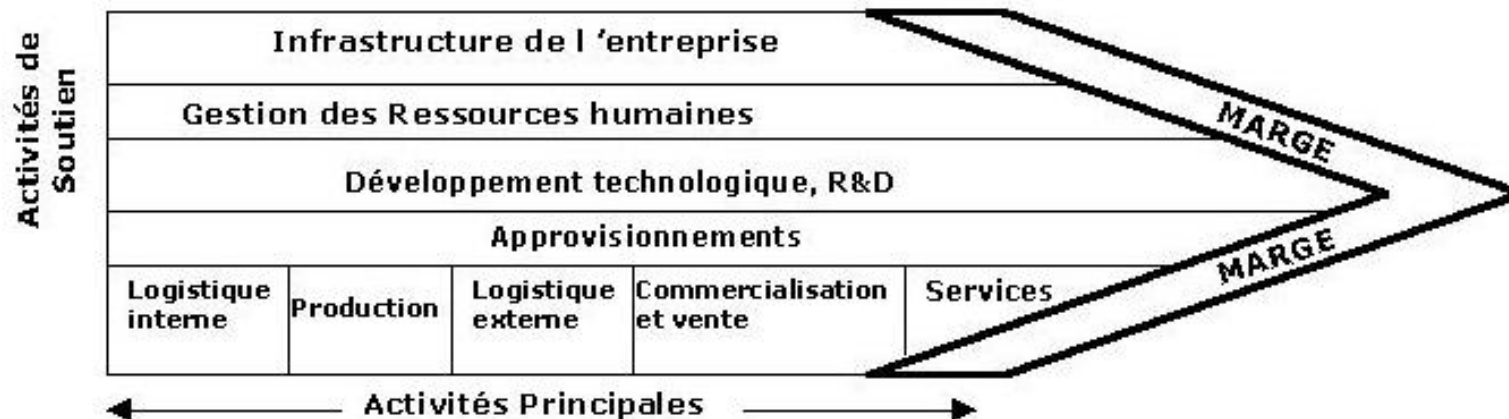 Activités de
Soutien
Infrastructure de l 'entreprise
Gestion des Ressources humaines
Développement technologique, R&D
Approvisionnements
MARGE
MARGE
Logistique
interne
Production
Logistique
externe
Commercialisation
et vente
Services
Activités Principales